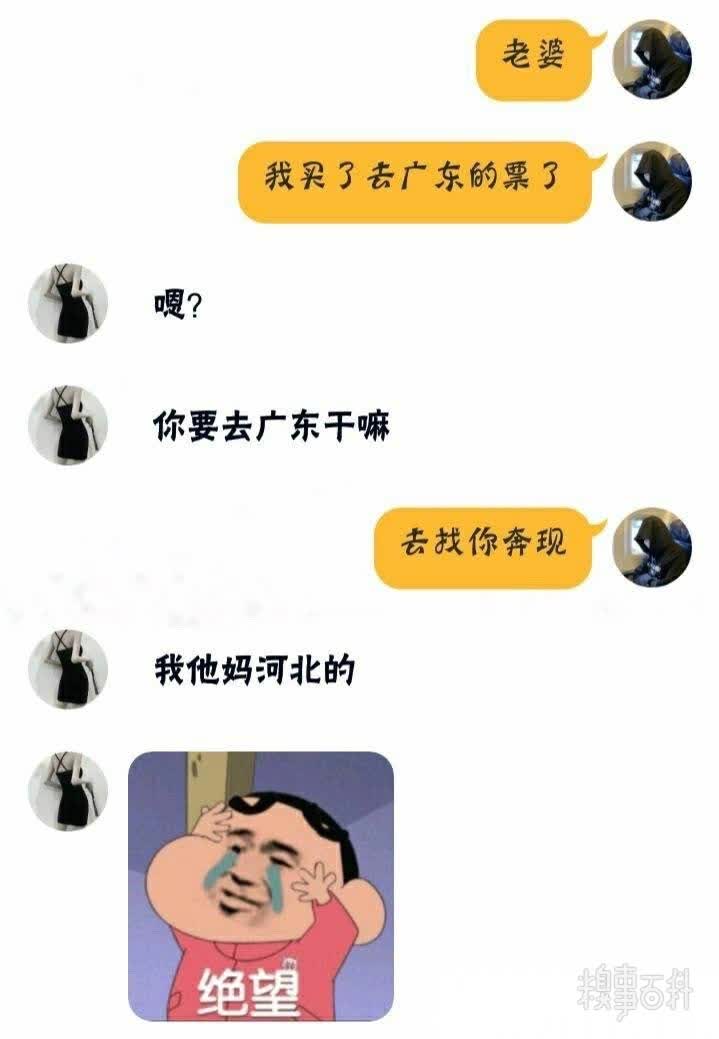 老婆
我买了去广东的票了
嗯?
你要去广东干嘛
去找你奔现
我他妈河北的
绝望
糗事百科